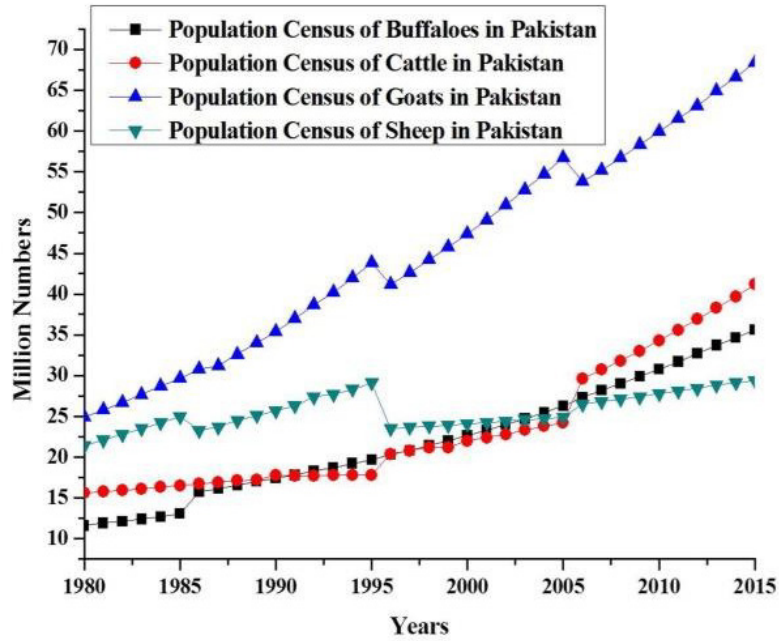 Population Census of Buffaloes in Pakistan
Population Census of Cattle in Pakistan
Population Census of Goats in Pakistan
Population Census of Sheep in Pakistan
70
65
60
55
50
45
40
35
30
25
20
15
10
Million Numbers
1980 1985 1990 1995 2000 2005 2010 2015
Years